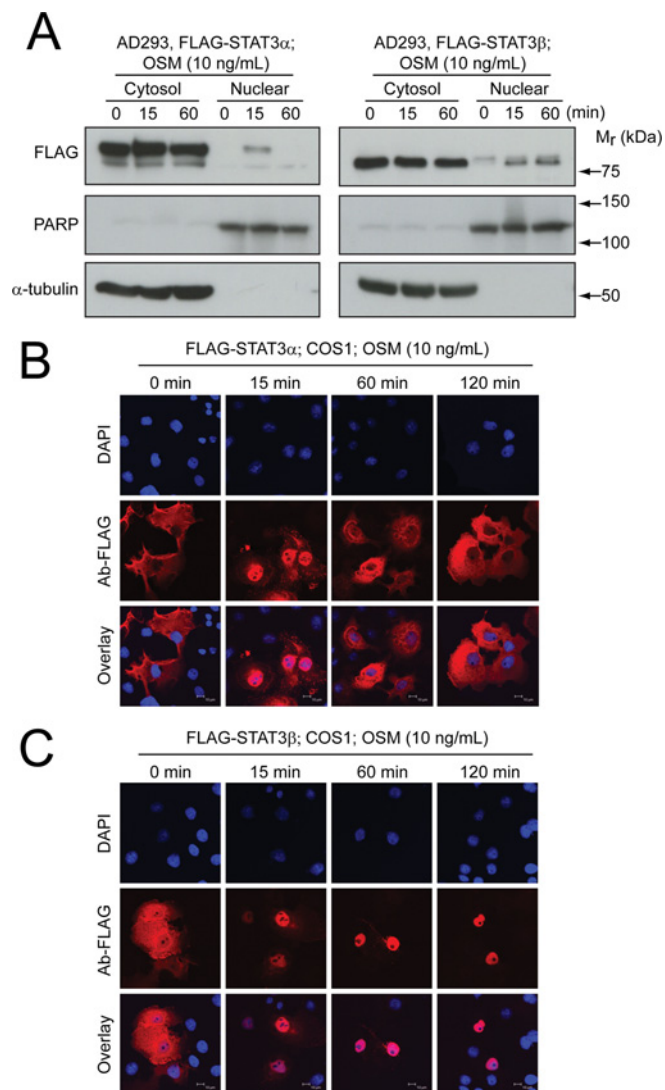 A
AD293, FLAG-STAT3α; AD293, FLAG-STAT3β;
OSM (10 ng/mL) OSM (10 ng/mL)
Cytosol Nuclear Cytosol Nuclear
0 15 60 0 15 60 (min) 0 15 60 0 15 60
Mr (kDa)
FLAG
75
150
PARP
100
α-tubulin
50
B
FLAG-STAT3α; COS1; OSM (10 ng/mL)
0 min 15 min 60 min 120 min
DAPI
Ab-FLAG
Overlay
C
FLAG-STAT3β; COS1; OSM (10 ng/mL)
0 min 15 min 60 min 120 min
DAPI
Ab-FLAG
Overlay